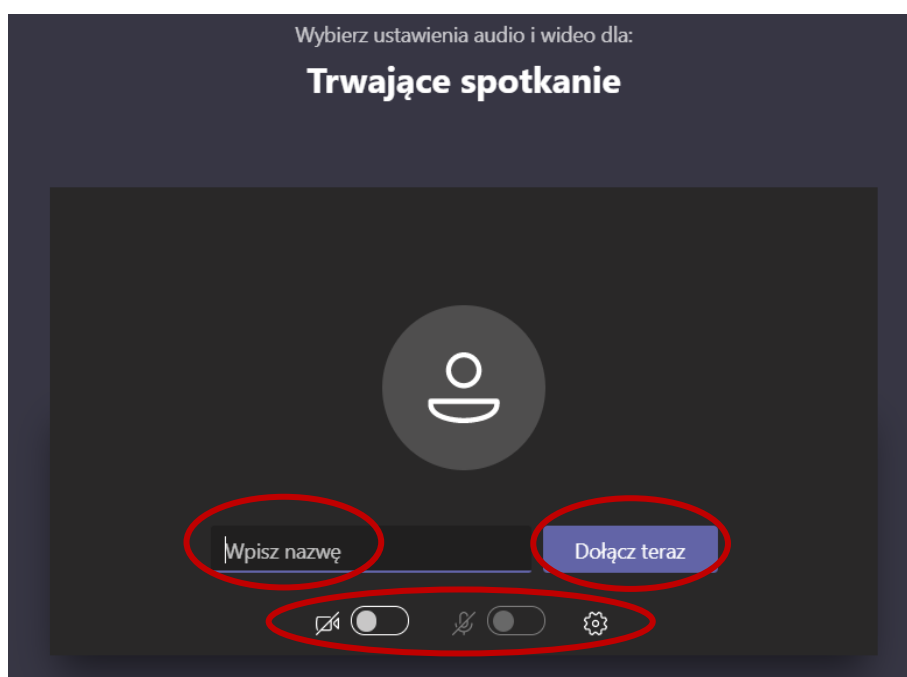 Wybierz ustawienia audio i wideo dla:
Trwające spotkanie
Wpisz nazwę
Dołącz teraz